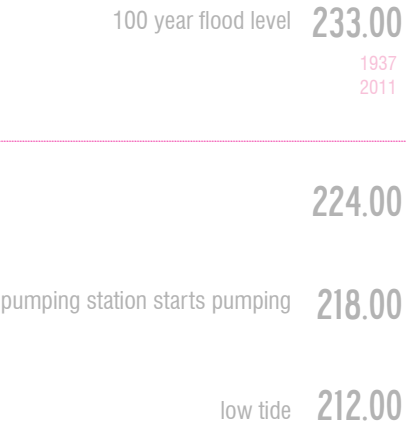 100 year flood level 233.00
1937
2011
224.00
pumping station starts pumping 218.00
low tide 212.00